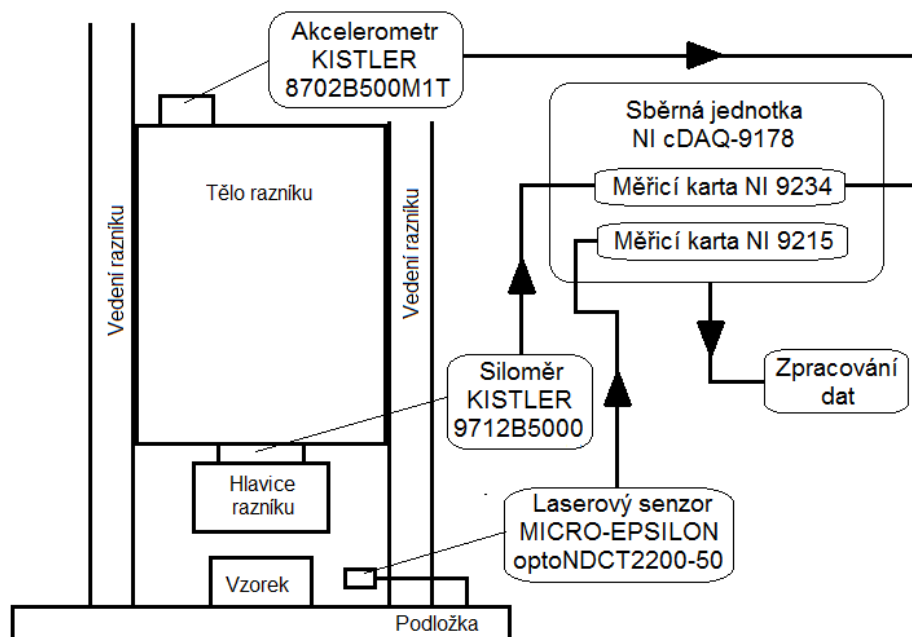 Akcelerometr
KISTLER
8702B500M1T
Sběrná jednotka
NI cDAQ-9178
Měřicí karta NI 9234
Měřicí karta NI 9215
Tělo razníku
Vedení razníku
Vedení razníku
Siloměr
KISTLER
9712B5000
Zpracování
dat
Hlavice
razníku
Laserový senzor
MICRO-EPSILON
optoNDCT2200-50
Vzorek
Podložka